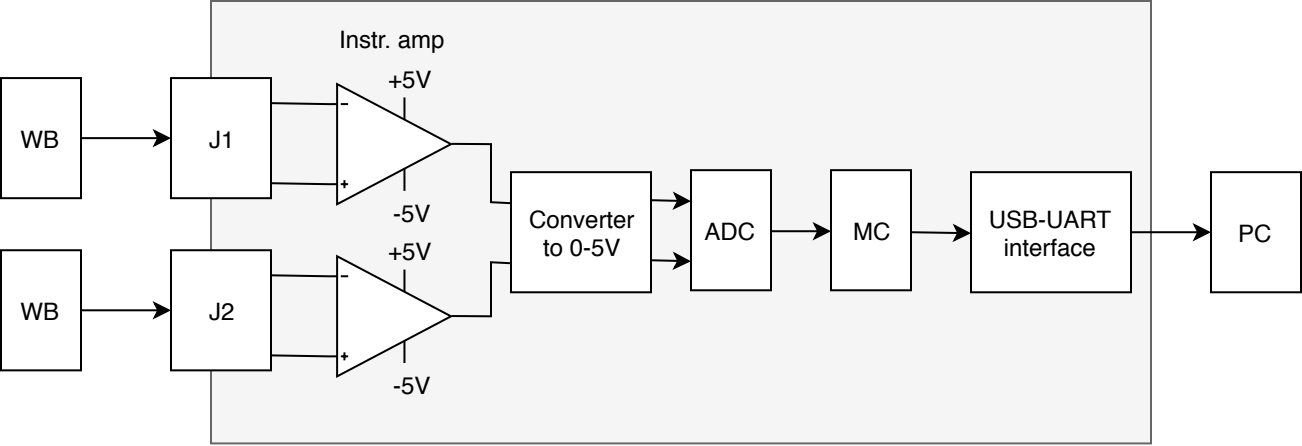 Instr. amp
+5V
WB
J1
-
+
-5V
Converter
to 0-5V
ADC
MC
USB-UART
interface
PC
+5V
WB
J2
-
+
-5V